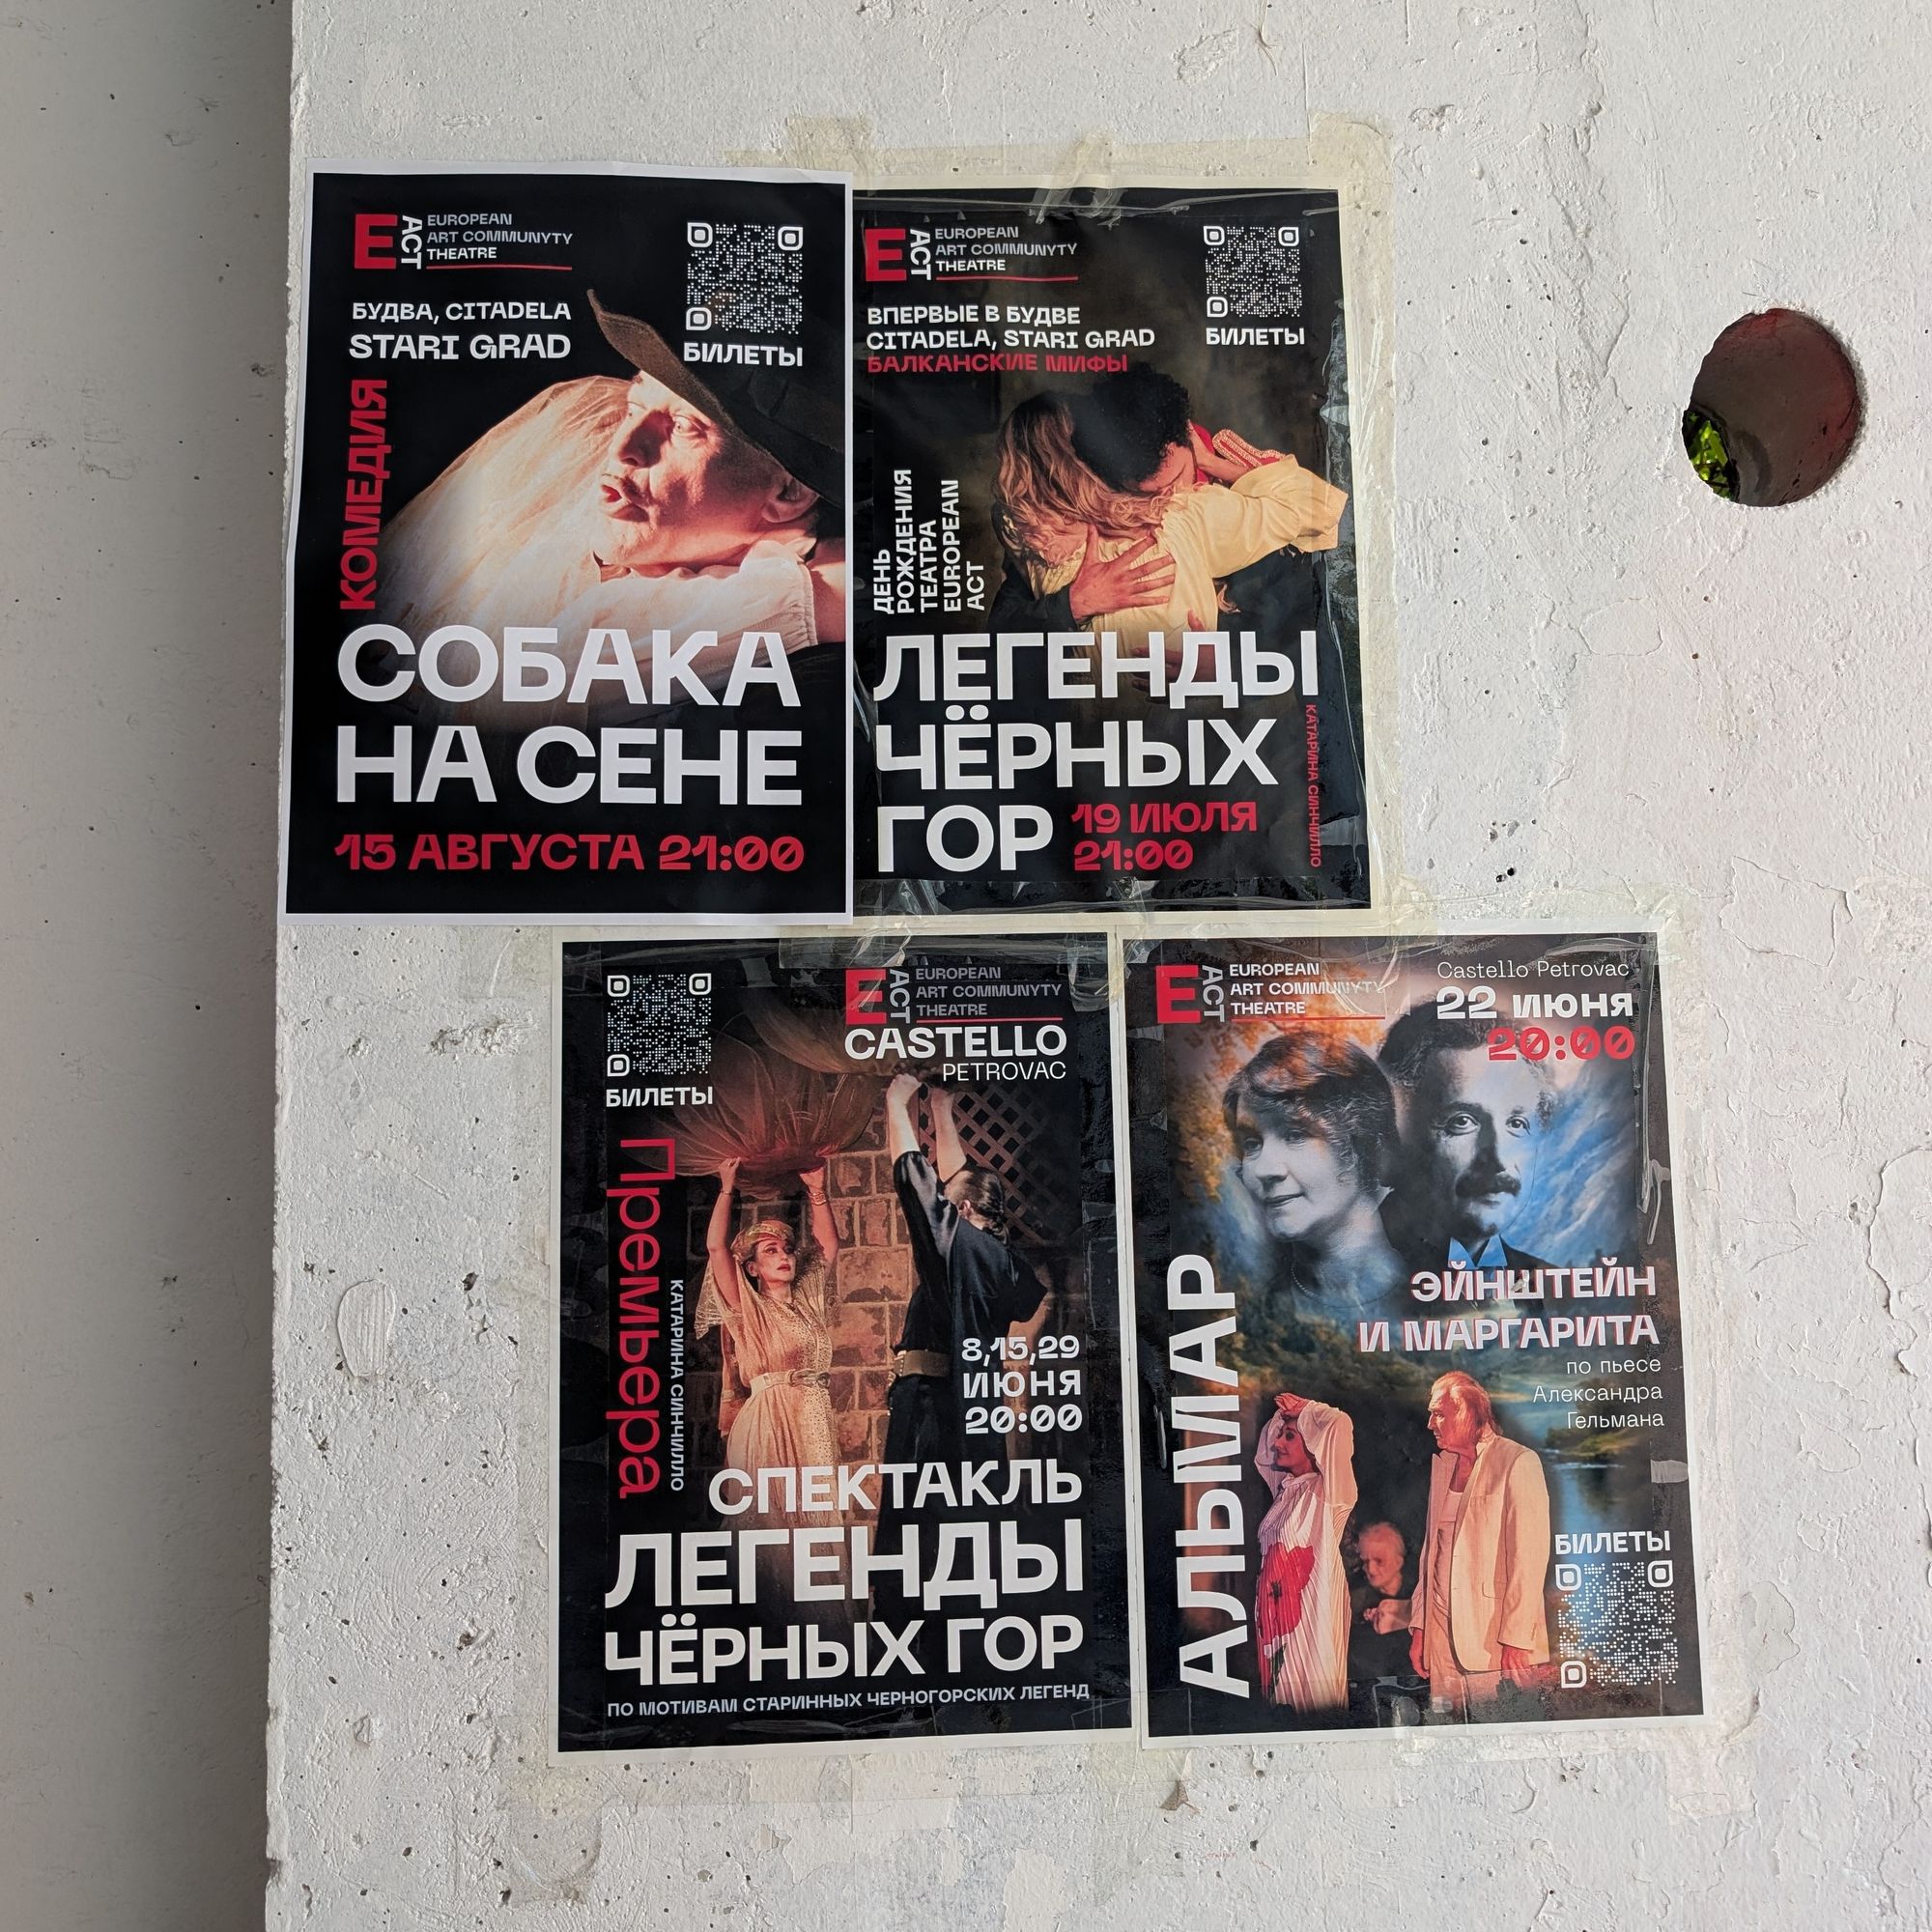 E ACT
EUROPEAN
ART COMMUNYTY
THEATRE
БУДВА, CITADELA
STARI GRAD
БИЛЕТЫ
КОМЕДИЯ
СОБАКА
НА СЕНЕ
15 АВГУСТА 21:00
E ACT
EUROPEAN
ART COMMUNYTY
THEATRE
ВПЕРВЫЕ В БУДВЕ
CITADELA, STARI GRAD
БАЛКАНСКИЕ МИФЫ
БИЛЕТЫ
ДЕНЬ
РОЖДЕНИЯ
ТЕАТРА
EUROPEAN
ACT
ЛЕГЕНДЫ
ЧЁРНЫХ
ГОР
19 ИЮЛЯ
21:00
КАТАРИНА СИНЧИЛЛО
БИЛЕТЫ
E ACT
EUROPEAN
ART COMMUNYTY
THEATRE
CASTELLO
PETROVAC
Премьера
КАТАРИНА СИНЧИЛЛО
8,15,29
ИЮНЯ
20:00
СПЕКТАКЛЬ
ЛЕГЕНДЫ
ЧЁРНЫХ ГОР
ПО МОТИВАМ СТАРИННЫХ ЧЕРНОГОРСКИХ ЛЕГЕНД
E ACT
EUROPEAN
ART COMMUNYTY
THEATRE
Castello Petrovac
22 июня
20:00
АЛЬМАР
ЭЙНШТЕЙН
И МАРГАРИТА
по пьесе
Александра
Гельмана
БИЛЕТЫ